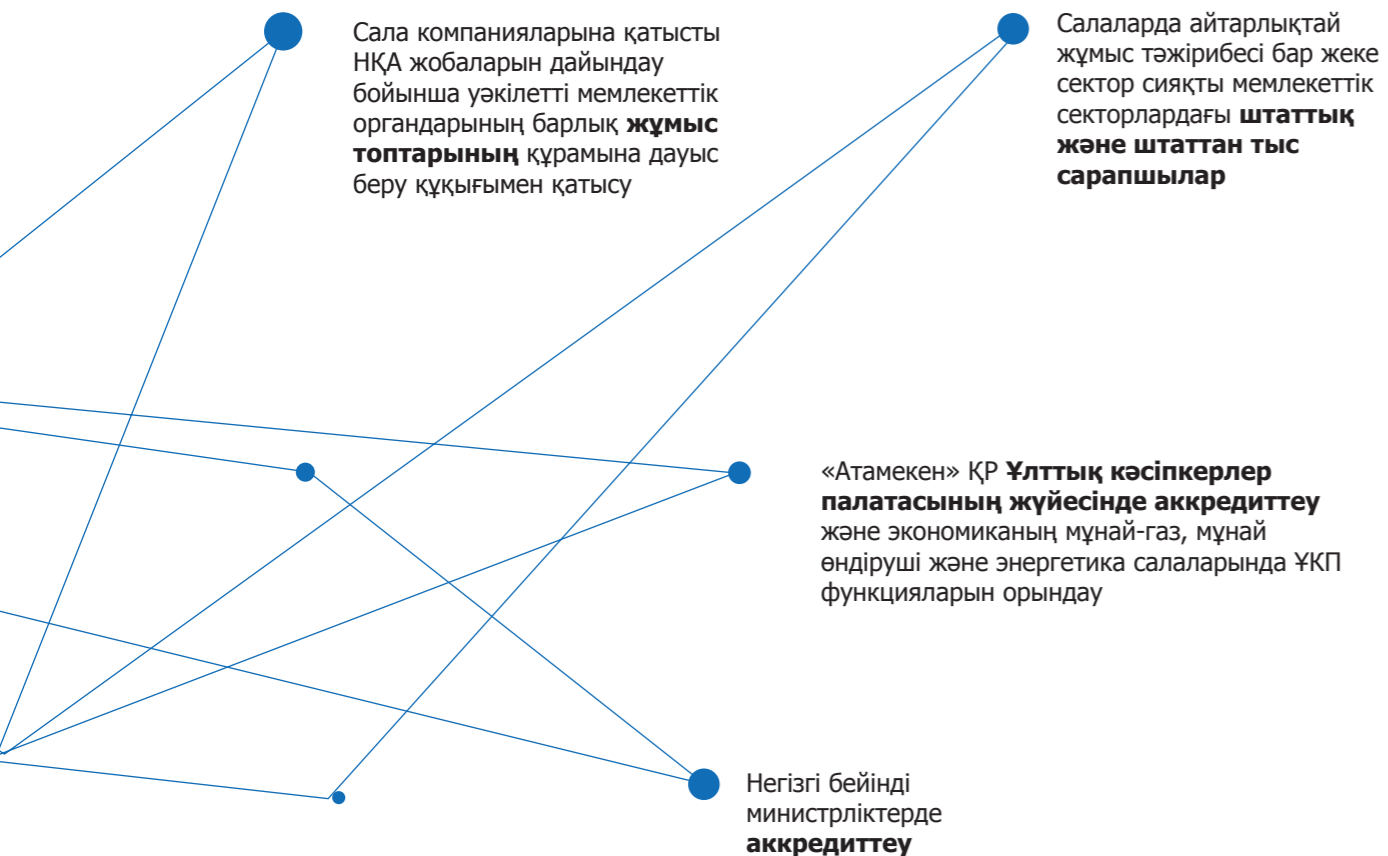 Сала компанияларына қатысты
НҚА жобаларын дайындау
бойынша уәкілетті мемлекеттік
органдарының барлық жұмыс
топтарының құрамына дауыс
беру құқығымен қатысу
Салаларда айтарлықтай
жұмыс тәжірибесі бар жеке
сектор сияқты мемлекеттік
секторлардағы штаттық
және штаттан тыс
сарапшылар
«Атамекен» ҚР Ұлттық кәсіпкерлер
палатасының жүйесінде аккредиттеу
және экономиканың мұнай-газ, мұнай
өндіруші және энергетика салаларында ҰКП
функцияларын орындау
Негізгі бейінді
министрліктерде
аккредиттеу